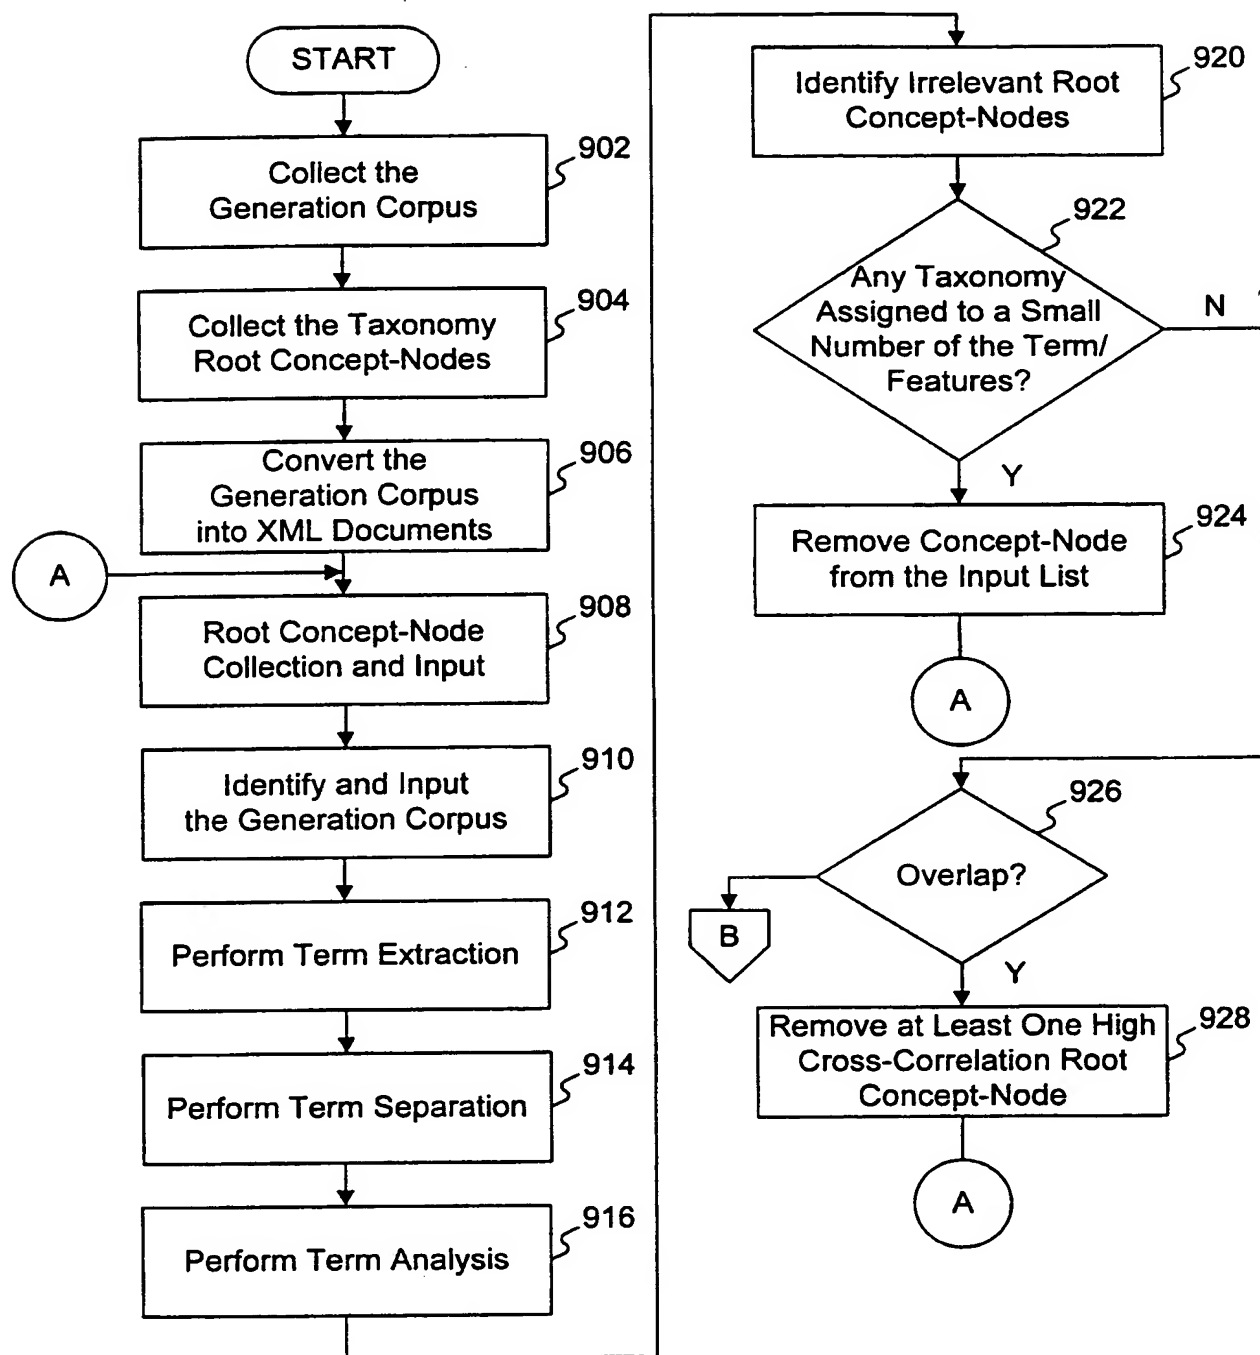 START
902
Collect the
Generation Corpus
904
Collect the Taxonomy
Root Concept-Nodes
906
Convert the
Generation Corpus
into XML Documents
A
908
Root Concept-Node
Collection and Input
910
Identify and Input
the Generation Corpus
912
Perform Term Extraction
914
Perform Term Separation
916
Perform Term Analysis
920
Identify Irrelevant Root
Concept-Nodes
922
Any Taxonomy
Assigned to a Small
Number of the Term/
Features?
N
Y
924
Remove Concept-Node
from the Input List
A
926
Overlap?
B
Y
928
Remove at Least One High
Cross-Correlation Root
Concept-Node
A